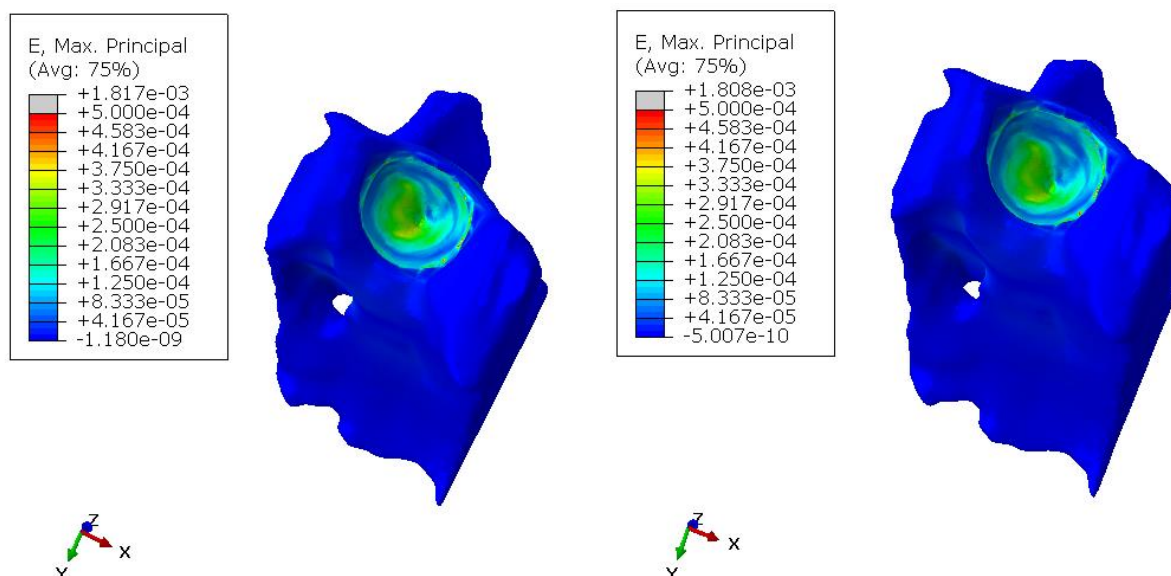 E, Max. Principal
(Avg: 75%)
+1.817e-03
+5.000e-04
+4.583e-04
+4.167e-04
+3.750e-04
+3.333e-04
+2.917e-04
+2.500e-04
+2.083e-04
+1.667e-04
+1.250e-04
+8.333e-05
+4.167e-05
-1.180e-09
Z
X
Y
E, Max. Principal
(Avg: 75%)
+1.808e-03
+5.000e-04
+4.583e-04
+4.167e-04
+3.750e-04
+3.333e-04
+2.917e-04
+2.500e-04
+2.083e-04
+1.667e-04
+1.250e-04
+8.333e-05
+4.167e-05
-5.007e-10
Z
X
Y